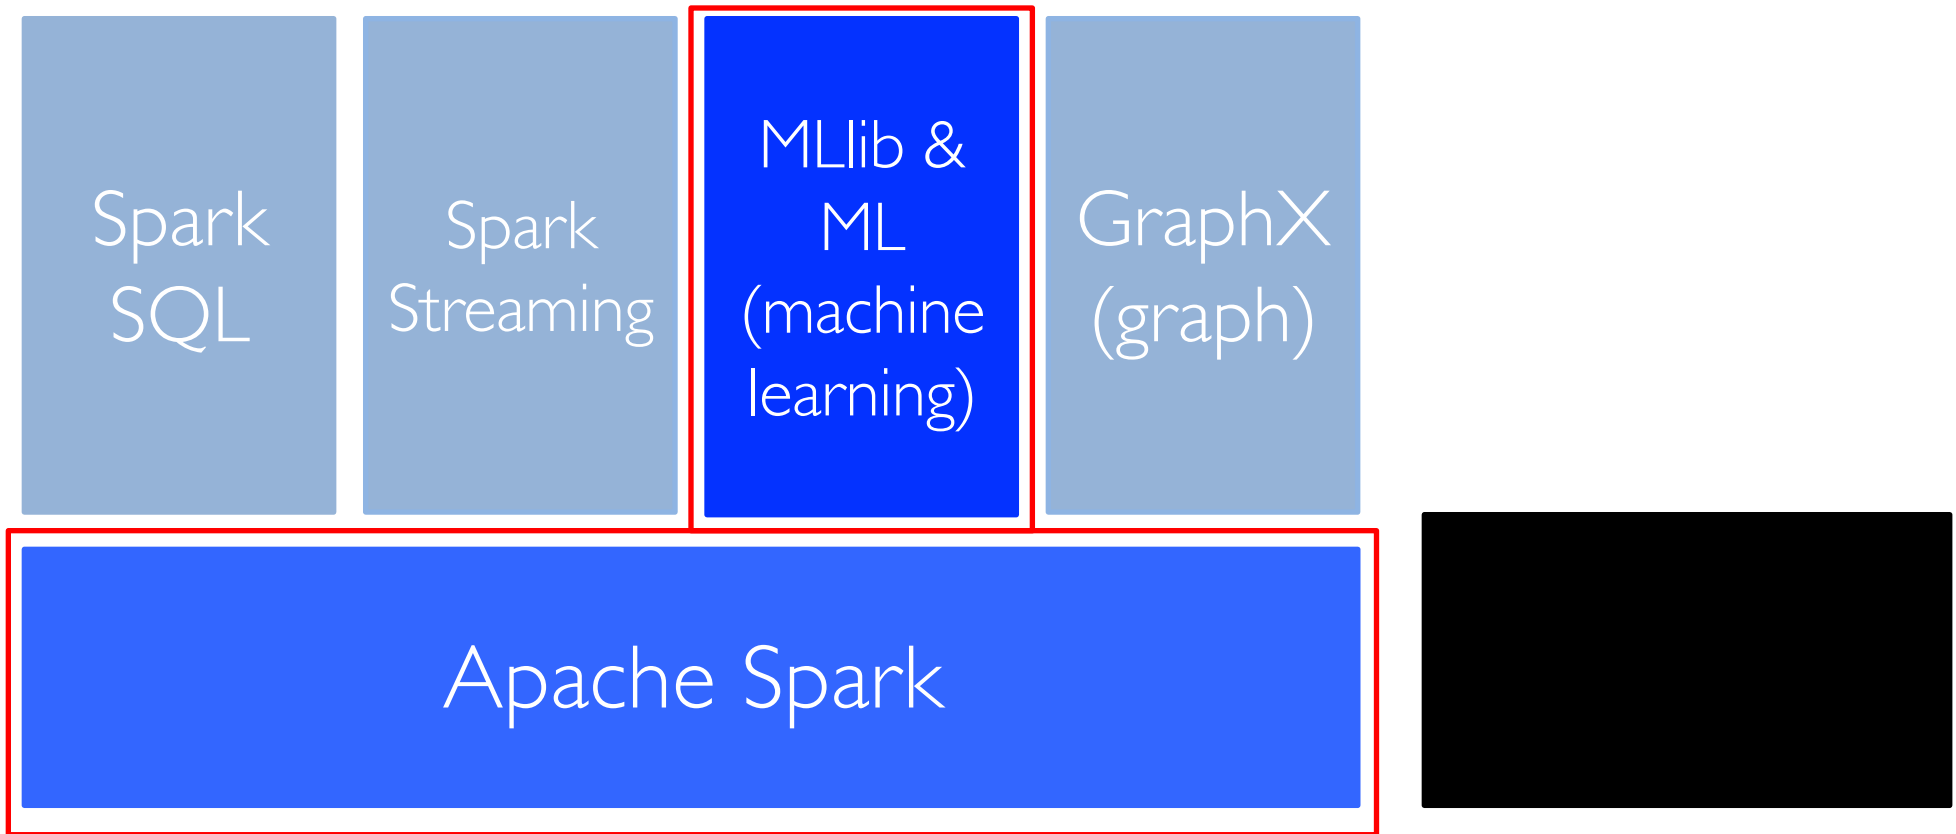 Spark
SQL
Spark
Streaming
MLlib &
ML
(machine
learning)
GraphX
(graph)
Apache Spark